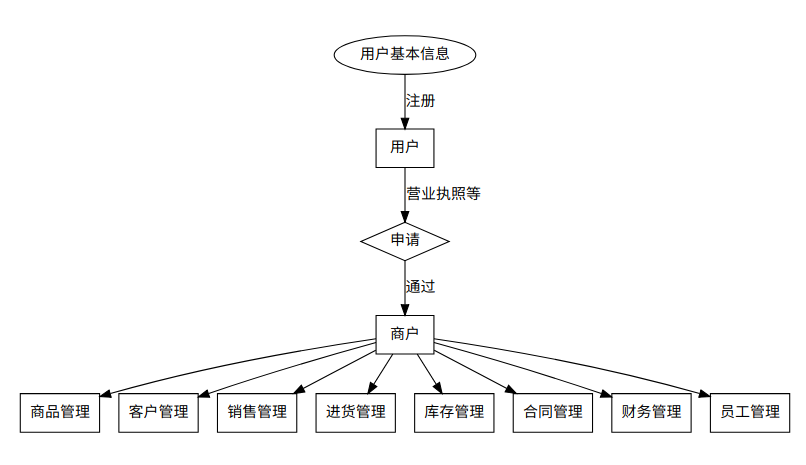 用户基本信息
注册
用户
营业执照等
申请
通过
商户
商品管理
客户管理
销售管理
进货管理
库存管理
合同管理
财务管理
员工管理